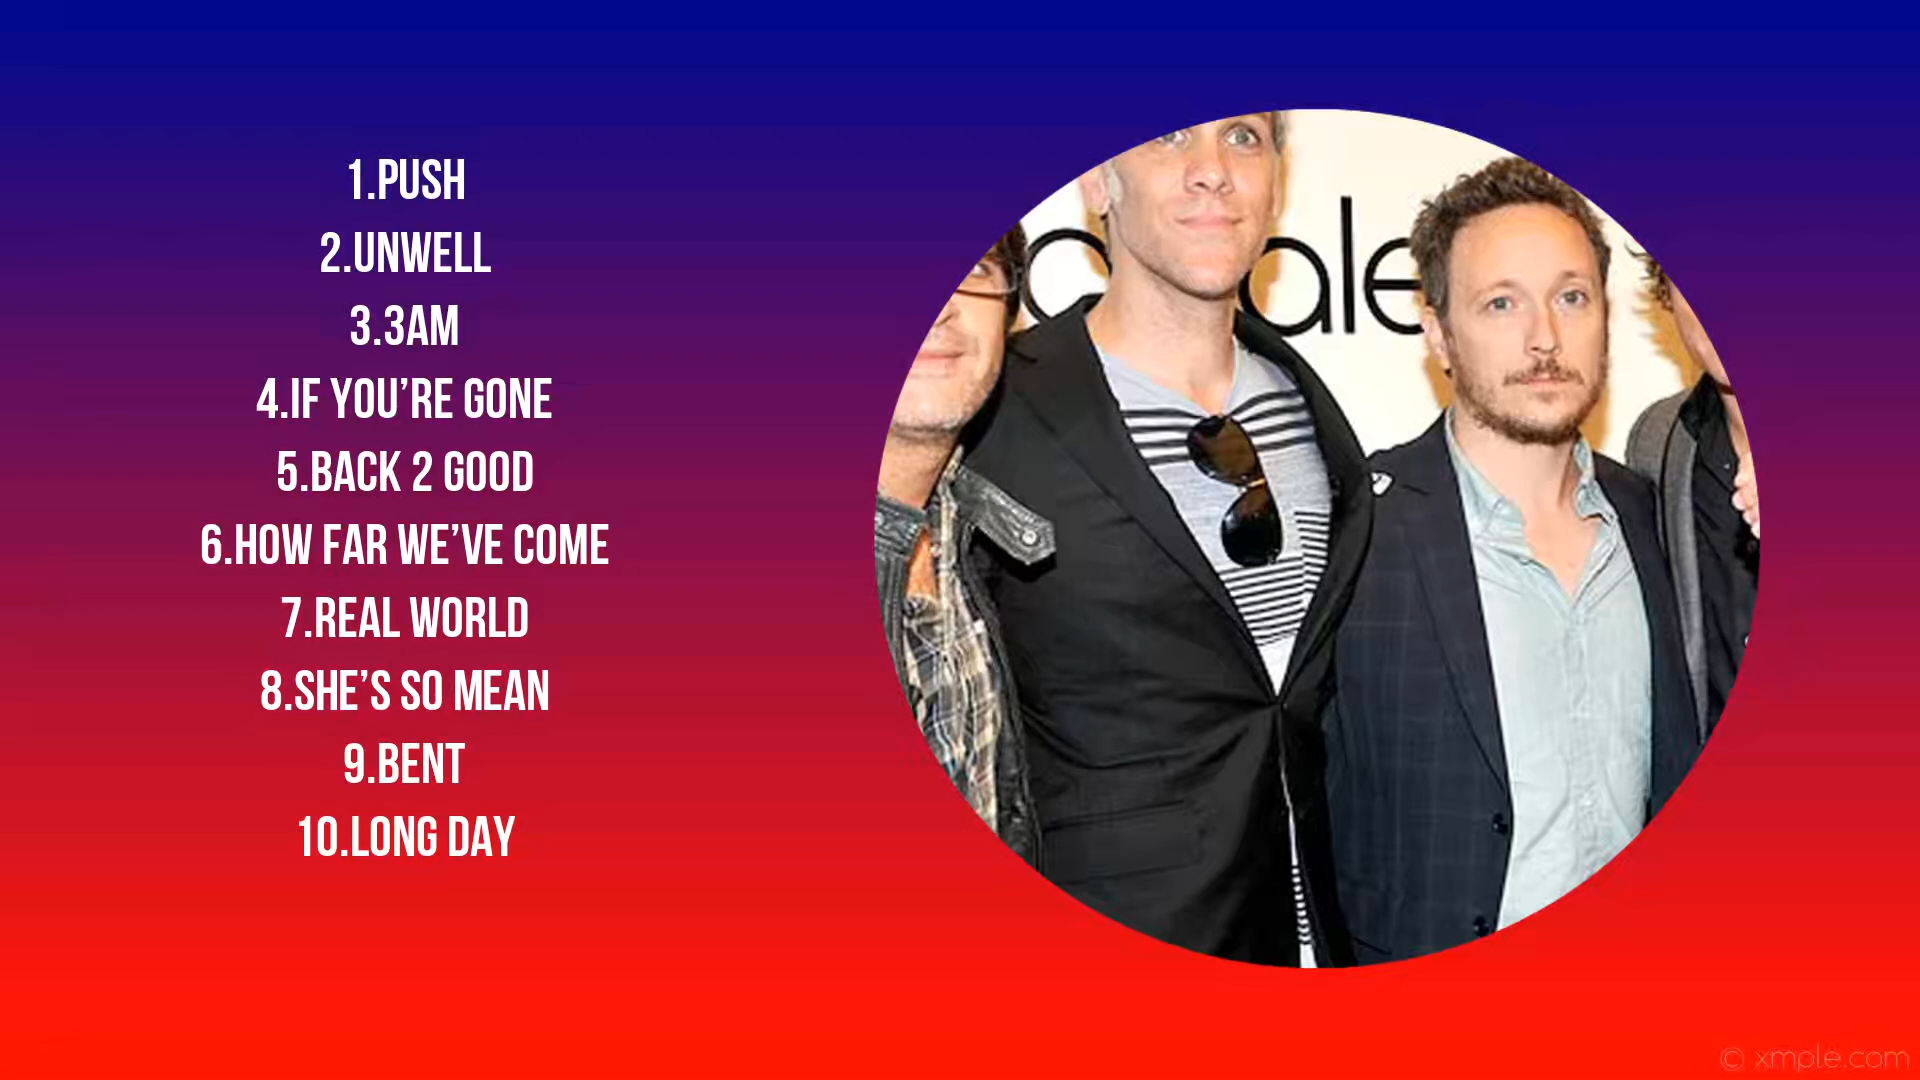 1.PUSH
2.UNWELL
3.3AM
4.IF YOU’RE GONE
5.BACK 2 GOOD
6.HOW FAR WE’VE COME
7.REAL WORLD
8.SHE’S SO MEAN
9.BENT
10.LONG DAY
ale
© xmple.com